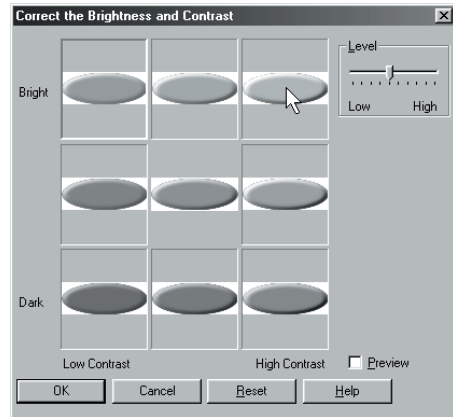 Correct the Brightness and Contrast
Level
Low High
Bright
Dark
Low Contrast High Contrast
Preview
OK Cancel Reset Help